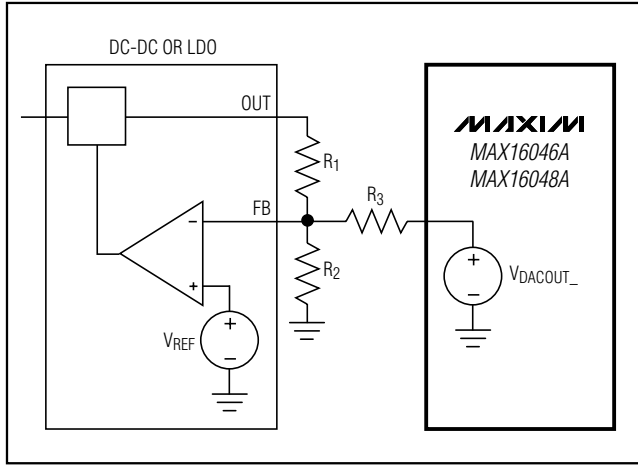 DC-DC OR LDO
OUT
R1
FB
R2
R3
+
−
−
+
VREF
MAXIM
MAX16046A
MAX16048A
+
−
VDACOUT_